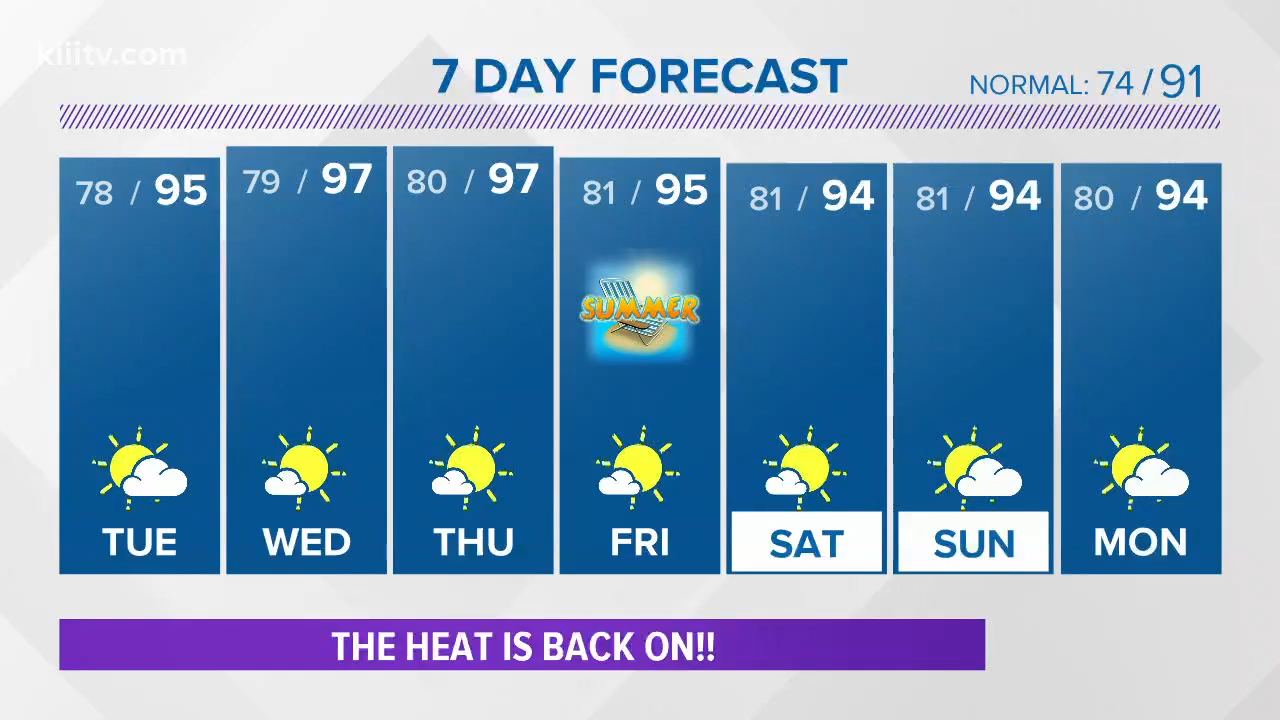 kiiitv.com
7 DAY FORECAST
NORMAL: 74 / 91
78 / 95
79 / 97
80 / 97
81 / 95
81 / 94
81 / 94
80 / 94
SUMMER
TUE
WED
THU
FRI
SAT
SUN
MON
THE HEAT IS BACK ON!!